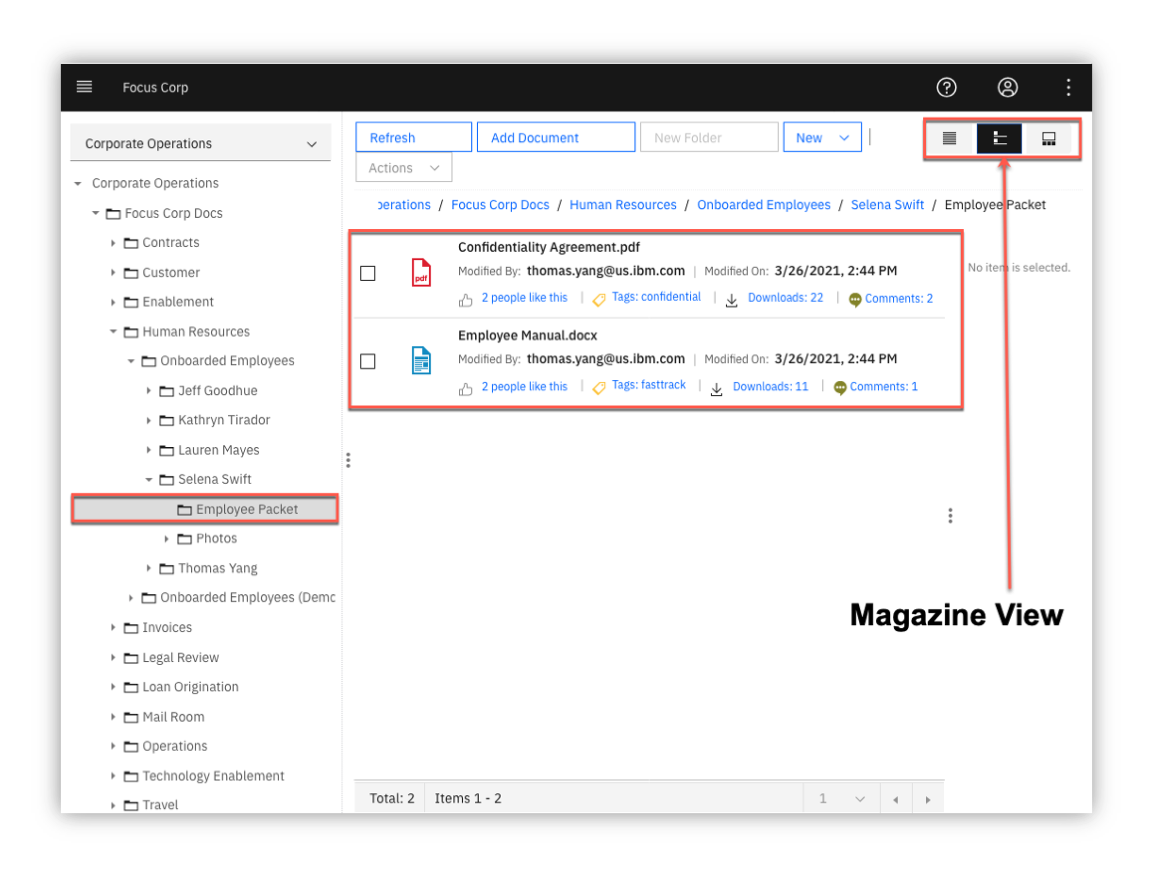 Focus Corp
Corporate Operations
Corporate Operations
Focus Corp Docs
Contracts
Customer
Enablement
Human Resources
Onboarded Employees
Jeff Goodhue
Kathryn Tirador
Lauren Mayes
Selena Swift
Employee Packet
Photos
Thomas Yang
Onboarded Employees (Demo
Invoices
Legal Review
Loan Origination
Mail Room
Operations
Technology Enablement
Travel
Refresh Add Document New Folder New
Actions
perations / Focus Corp Docs / Human Resources / Onboarded Employees / Selena Swift / Employee Packet
Confidentiality Agreement.pdf
pdf
Modified By: thomas.yang@us.ibm.com | Modified On: 3/26/2021, 2:44 PM
2 people like this | Tags: confidential | Downloads: 22 | Comments: 2
Employee Manual.docx
Modified By: thomas.yang@us.ibm.com | Modified On: 3/26/2021, 2:44 PM
2 people like this | Tags: fasttrack | Downloads: 11 | Comments: 1
No item is selected.
Magazine View
Total: 2 Items 1 - 2 1